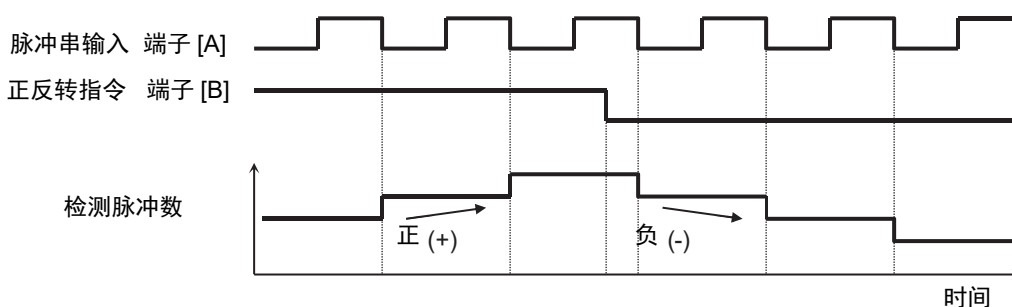 脉冲串输入 端子 [A]
正反转指令 端子 [B]
检测脉冲数
正 (+)
负 (-)
时间